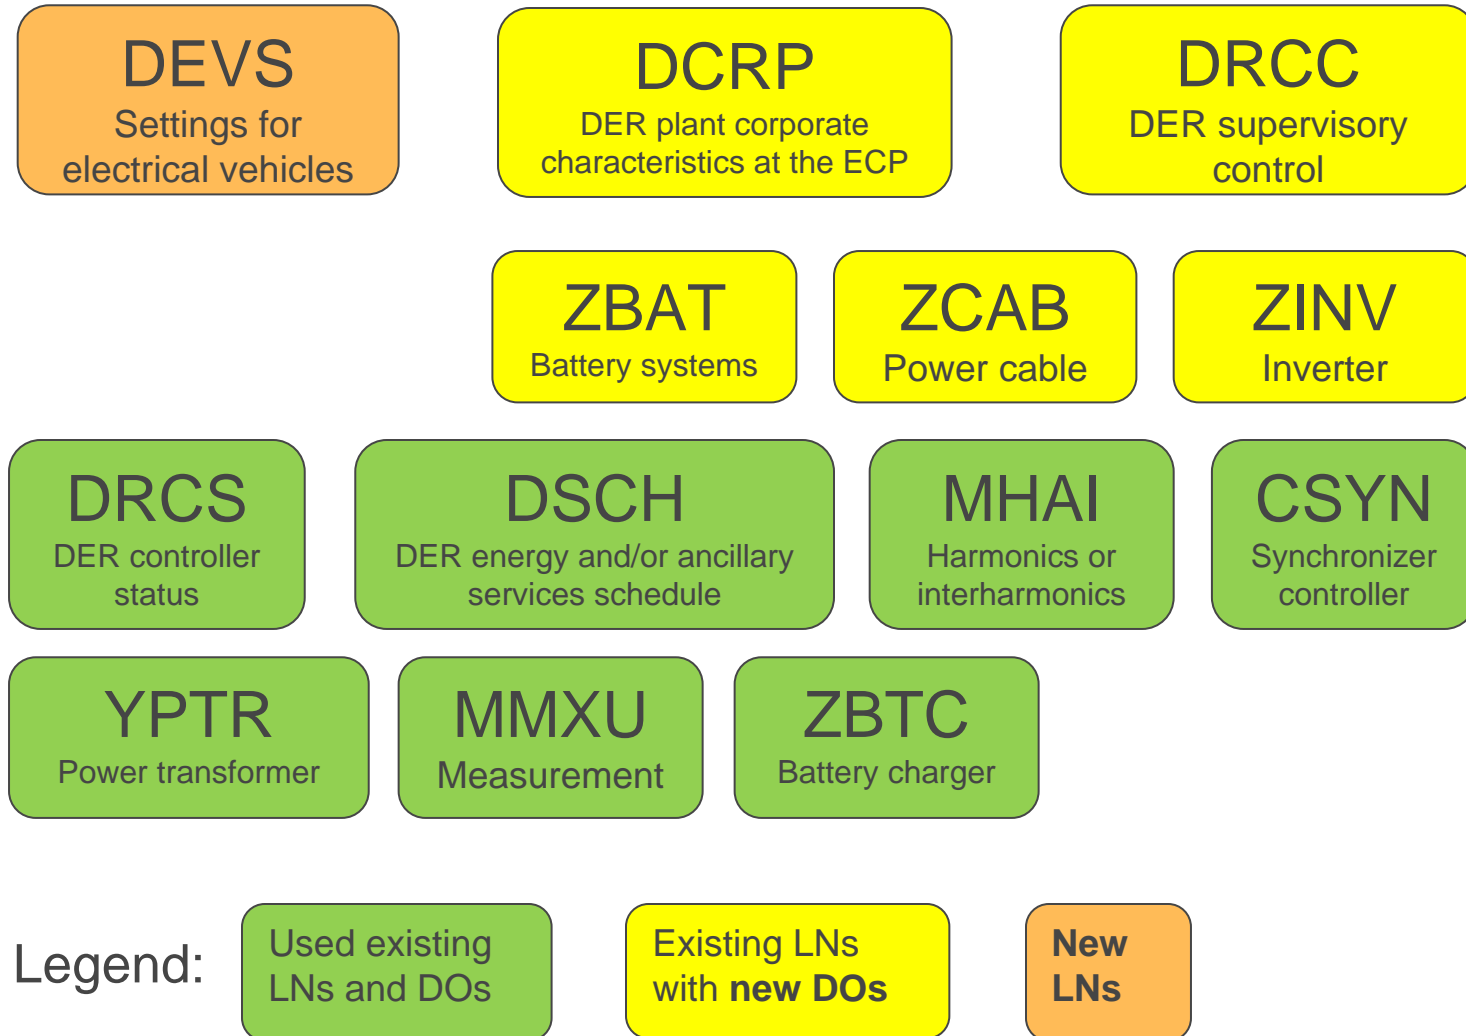 DEVS
Settings for
electrical vehicles
DCRP
DER plant corporate
characteristics at the ECP
DRCC
DER supervisory
control
ZBAT
Battery systems
ZCAB
Power cable
ZINV
Inverter
DRCS
DER controller
status
DSCH
DER energy and/or ancillary
services schedule
MHAI
Harmonics or
interharmonics
CSYN
Synchronizer
controller
YPTR
Power transformer
MMXU
Measurement
ZBTC
Battery charger
Legend:
Used existing
LNs and DOs
Existing LNs
with new DOs
New
LNs